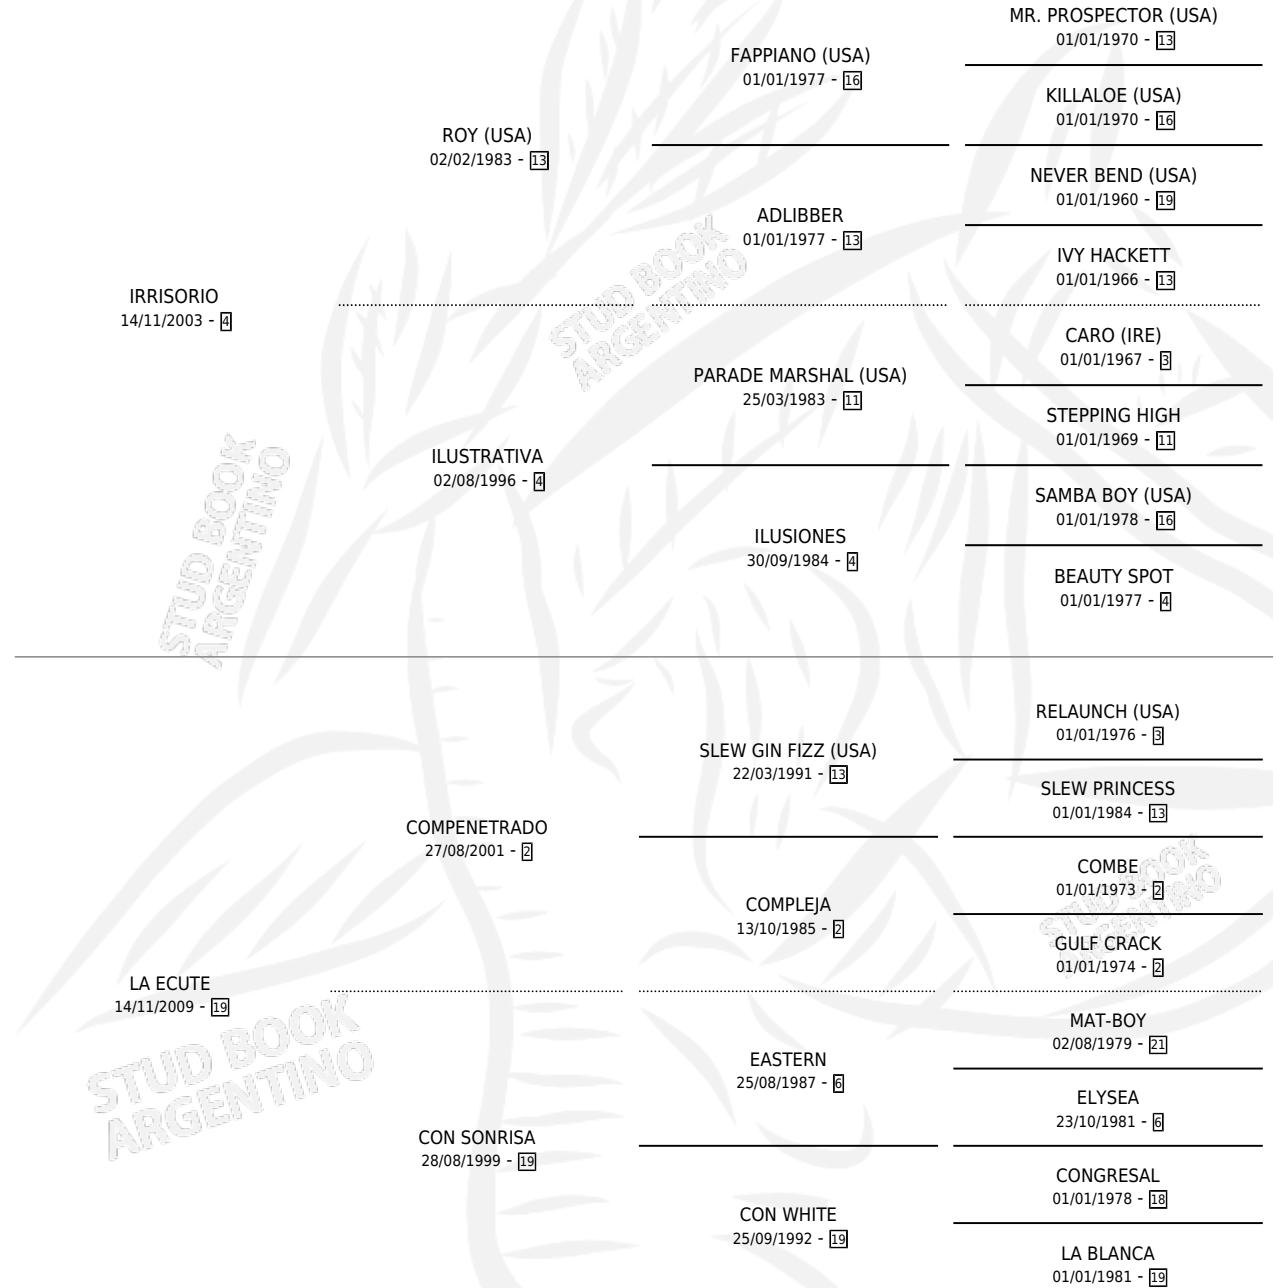 MR. PROSPECTOR (USA)
01/01/1970 - 13
FAPPIANO (USA)
01/01/1977 - 16
KILLALOE (USA)
01/01/1970 - 16
ROY (USA)
02/02/1983 - 13
NEVER BEND (USA)
01/01/1960 - 19
ADLIBBER
01/01/1977 - 13
IVY HACKETT
01/01/1966 - 13
IRRISORIO
14/11/2003 - 4
CARO (IRE)
01/01/1967 - 3
PARADE MARSHAL (USA)
25/03/1983 - 11
STEPPING HIGH
01/01/1969 - 11
ILUSTRATIVA
02/08/1996 - 4
SAMBA BOY (USA)
01/01/1978 - 16
ILUSIONES
30/09/1984 - 4
BEAUTY SPOT
01/01/1977 - 4
STUD BOOK
ARGENTINO
STUD BOOK
ARGENTINO
RELAUNCH (USA)
01/01/1976 - 3
SLEW GIN FIZZ (USA)
22/03/1991 - 13
SLEW PRINCESS
01/01/1984 - 13
COMPENETRADO
27/08/2001 - 2
COMBE
01/01/1973 - 2
COMPLEJA
13/10/1985 - 2
GULF CRACK
01/01/1974 - 2
LA ECUTE
14/11/2009 - 19
MAT-BOY
02/08/1979 - 21
EASTERN
25/08/1987 - 6
ELYSEA
23/10/1981 - 6
CON SONRISA
28/08/1999 - 19
CONGRESAL
01/01/1978 - 18
CON WHITE
25/09/1992 - 19
LA BLANCA
01/01/1981 - 19
STUD BOOK
ARGENTINO
STUD BOOK
ARGENTINO